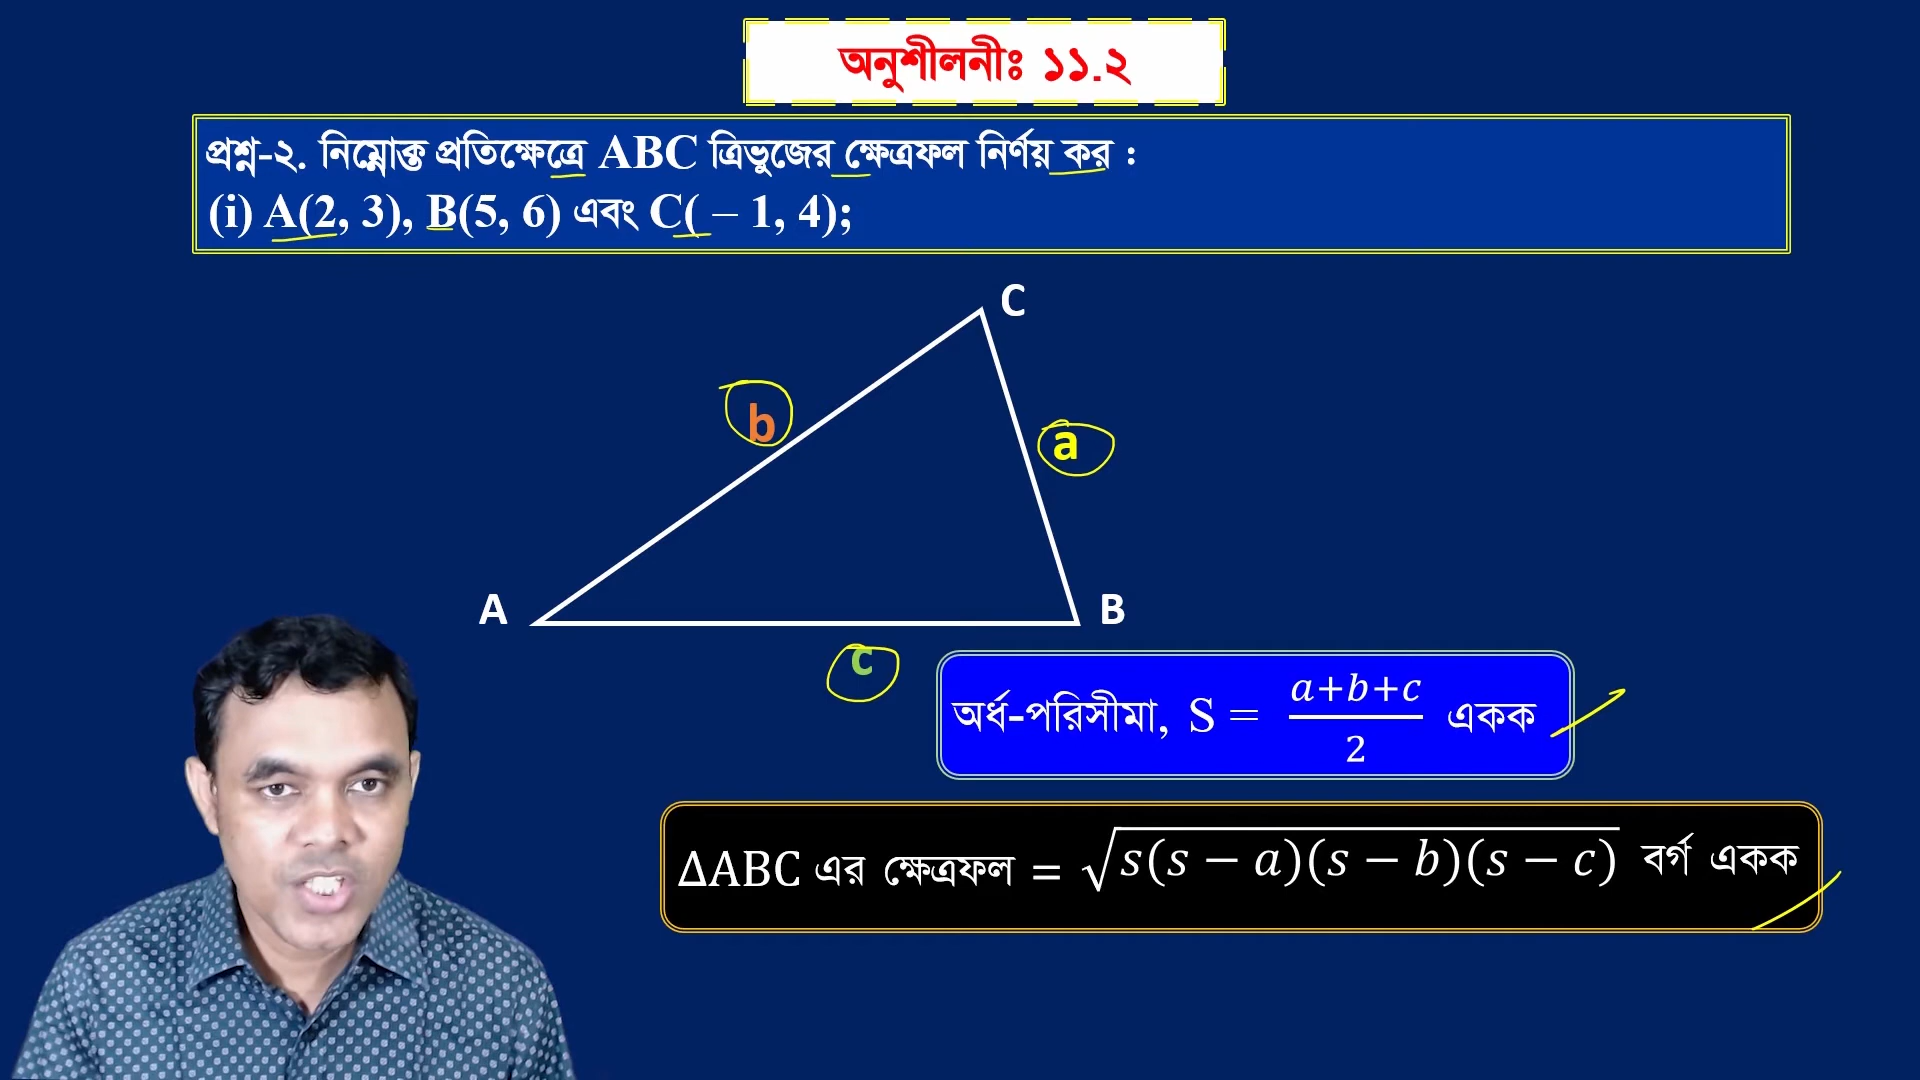 অনুশীলনীঃ ১১.২
প্রশ্ন-২. নিম্নোক্ত প্রতিক্ষেত্রে ABC ত্রিভুজের ক্ষেত্রফল নির্ণয় কর :
(i) A(2, 3), B(5, 6) এবং C( – 1, 4);
C
b
a
A
B
c
অর্ধ-পরিসীমা, S = \frac{a+b+c}{2} একক
ΔABC এর ক্ষেত্রফল = √s(s − a)(s − b)(s − c) বর্গ একক